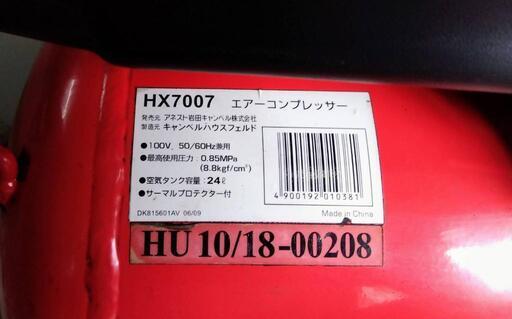 HX7007 エアーコンプレッサー
発売元 アネスト岩田キャンベル株式会社
製造元 キャンベルハウスフェルド
●100V, 50/60Hz兼用
●最高使用圧力：0.85MPa
(8.8kgf/cm²)
●空気タンク容量：24ℓ
●サーマルプロテクター付
4 900192 010381
DK815601AV 06/09
Made in China
HU 10/18-00208